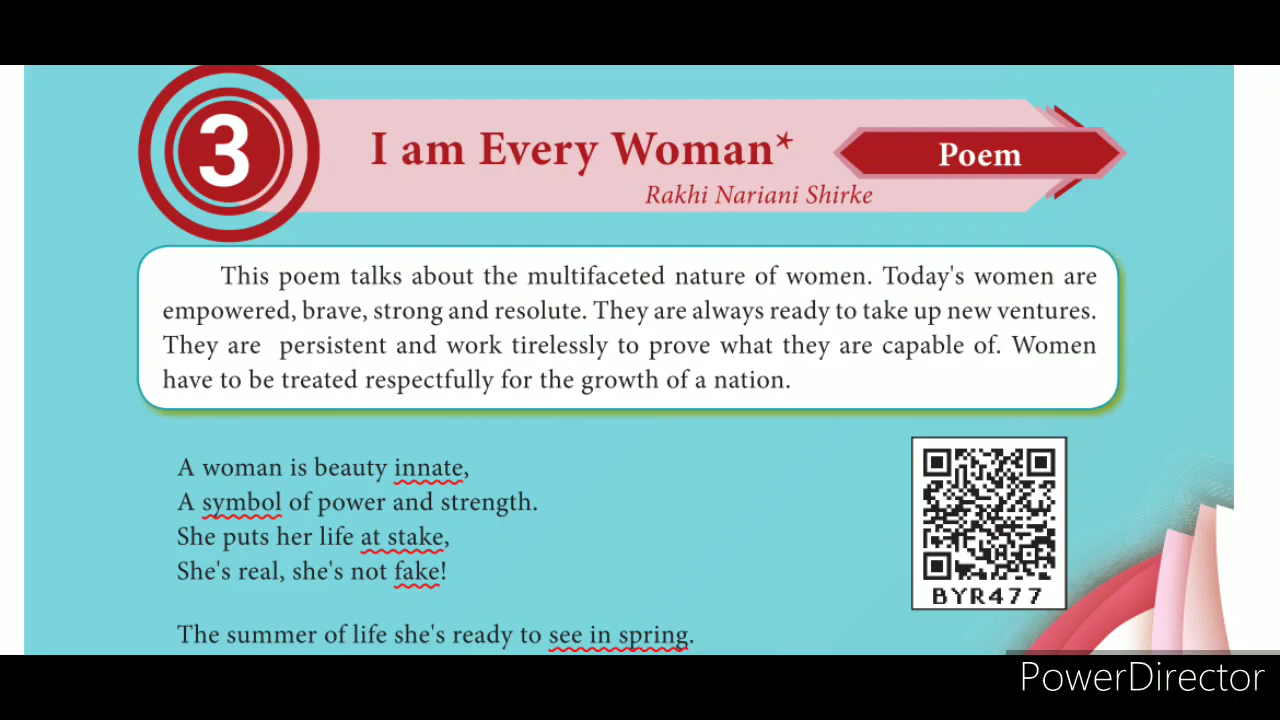 3
I am Every Woman*
Poem
Rakhi Nariani Shirke
This poem talks about the multifaceted nature of women. Today's women are
empowered, brave, strong and resolute. They are always ready to take up new ventures.
They are persistent and work tirelessly to prove what they are capable of. Women
have to be treated respectfully for the growth of a nation.
A woman is beauty innate,
A symbol of power and strength.
She puts her life at stake,
She's real, she's not fake!
BYR477
The summer of life she's ready to see in spring.
PowerDirector